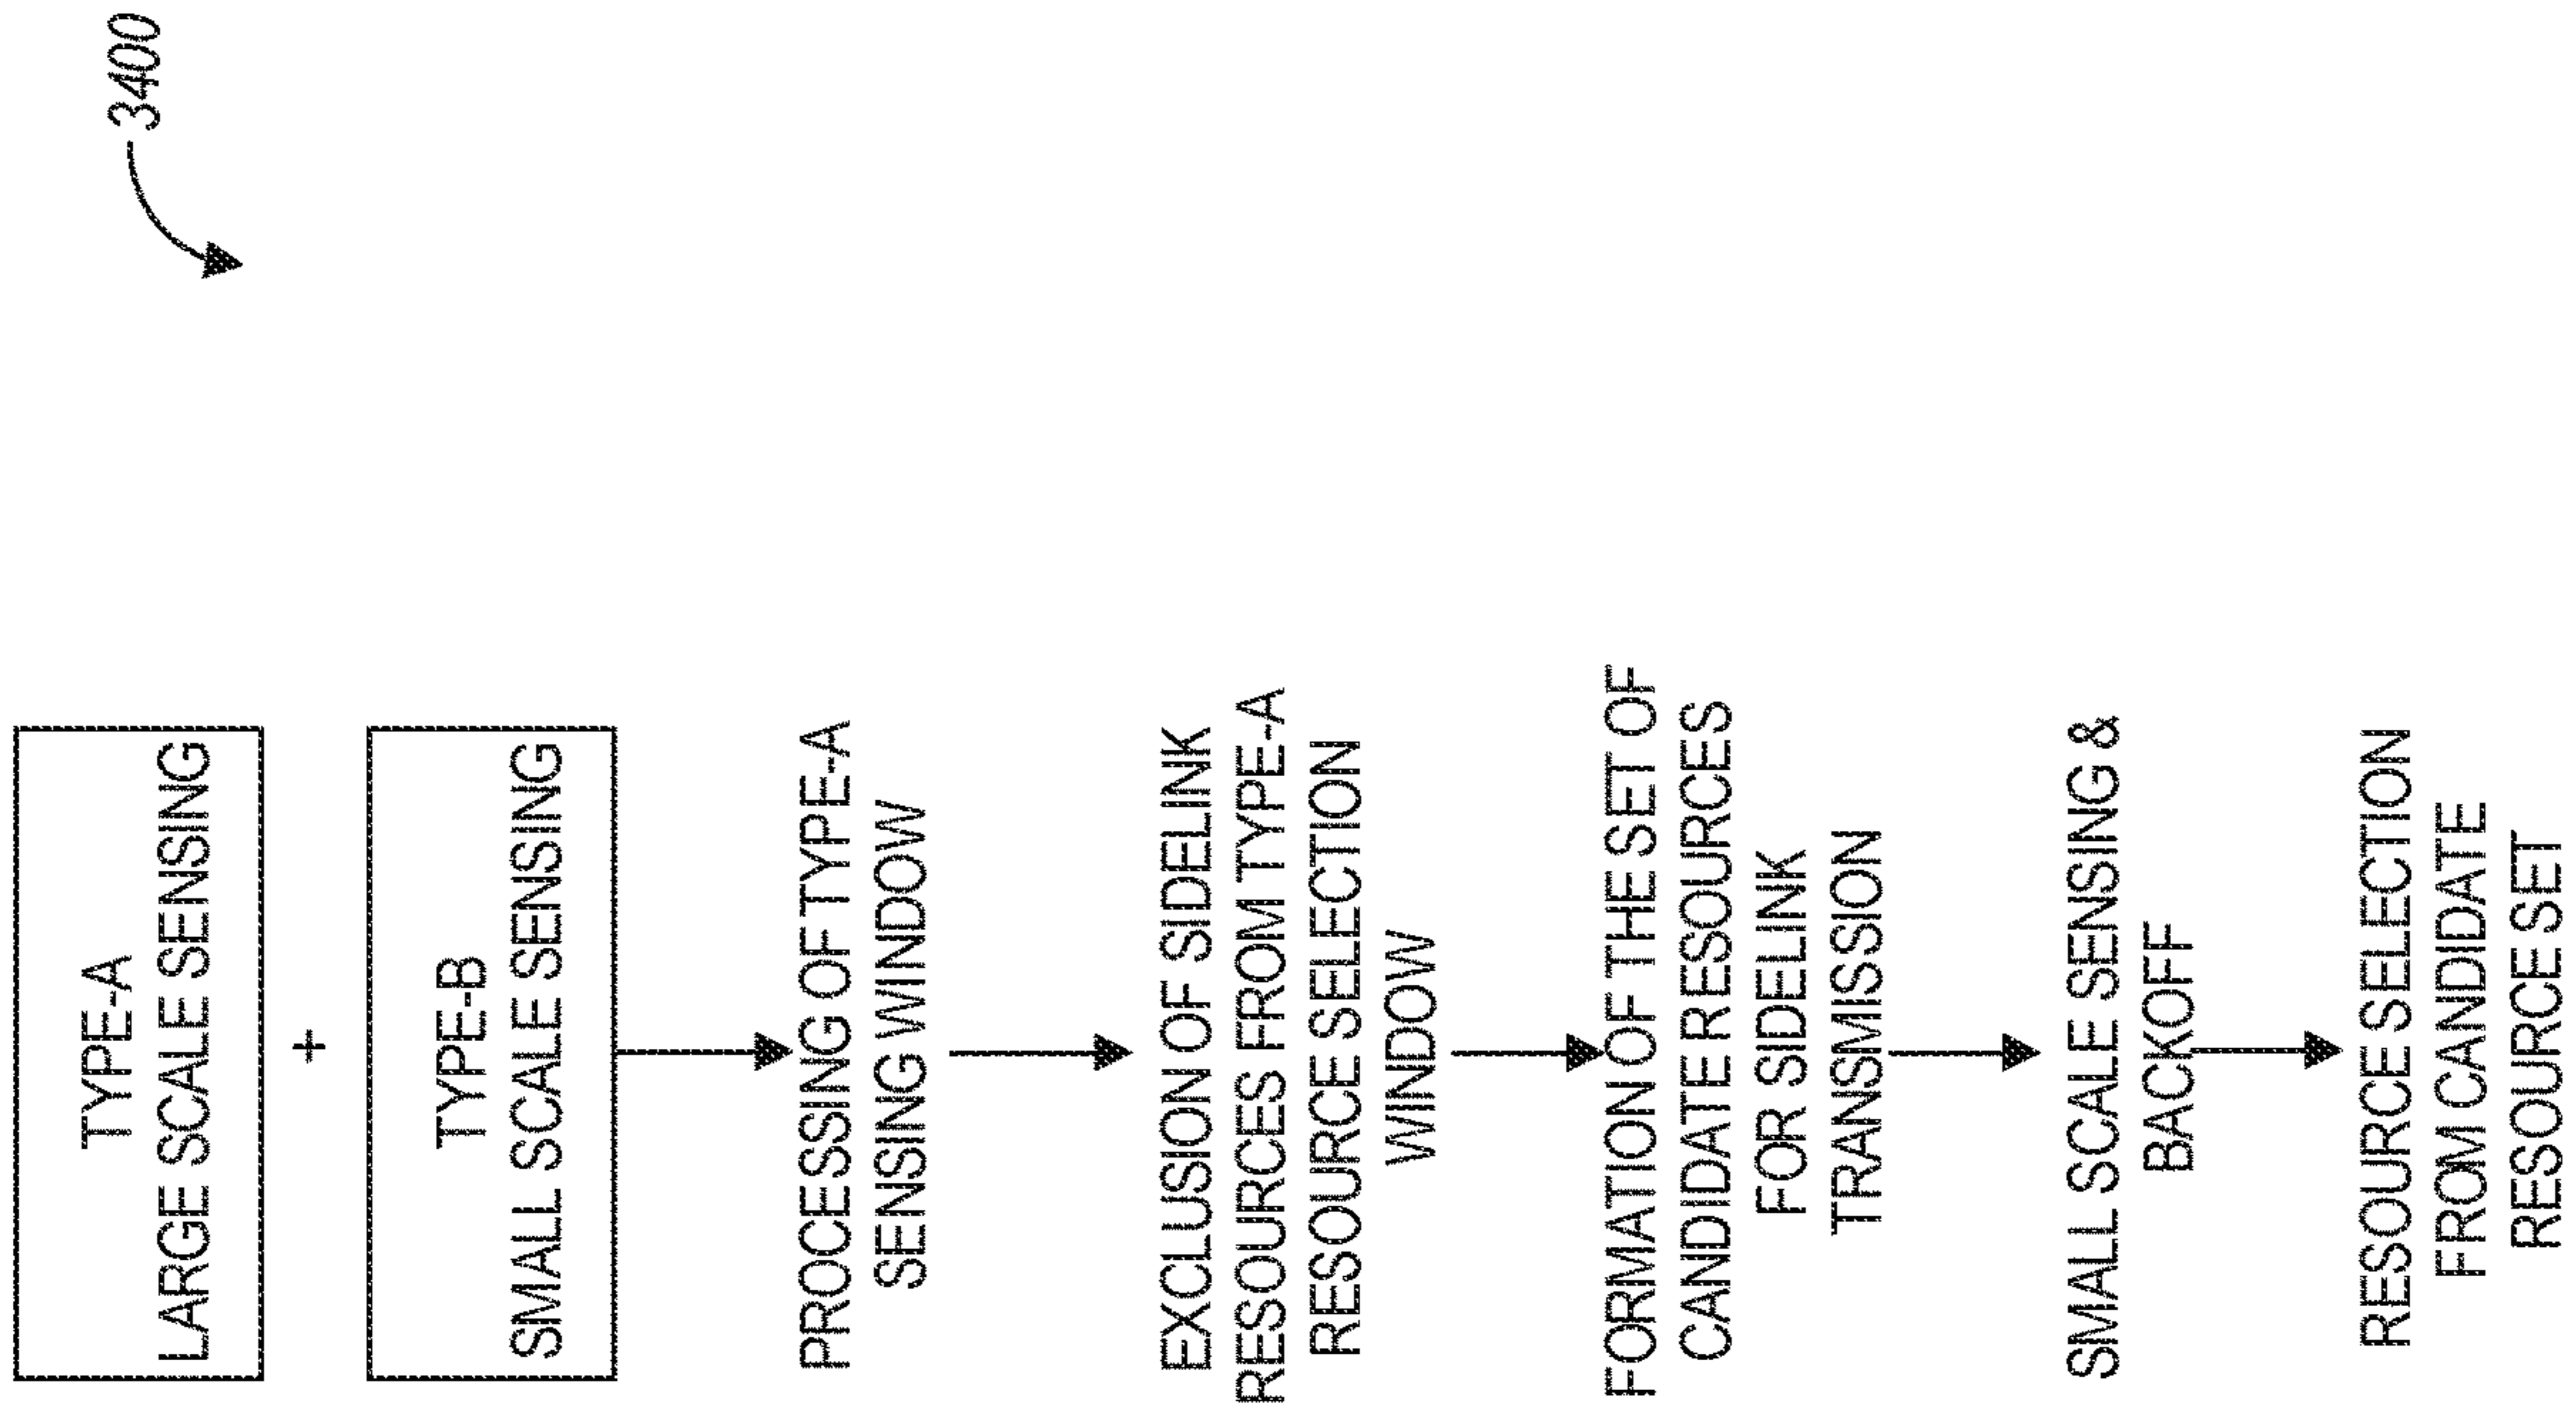 3400
TYPE-A
LARGE SCALE SENSING
+
TYPE-B
SMALL SCALE SENSING
PROCESSING OF TYPE-A
SENSING WINDOW
EXCLUSION OF SIDELINK
RESOURCES FROM TYPE-A
RESOURCE SELECTION
WINDOW
FORMATION OF THE SET OF
CANDIDATE RESOURCES
FOR SIDELINK
TRANSMISSION
SMALL SCALE SENSING &
BACKOFF
RESOURCE SELECTION
FROM CANDIDATE
RESOURCE SET